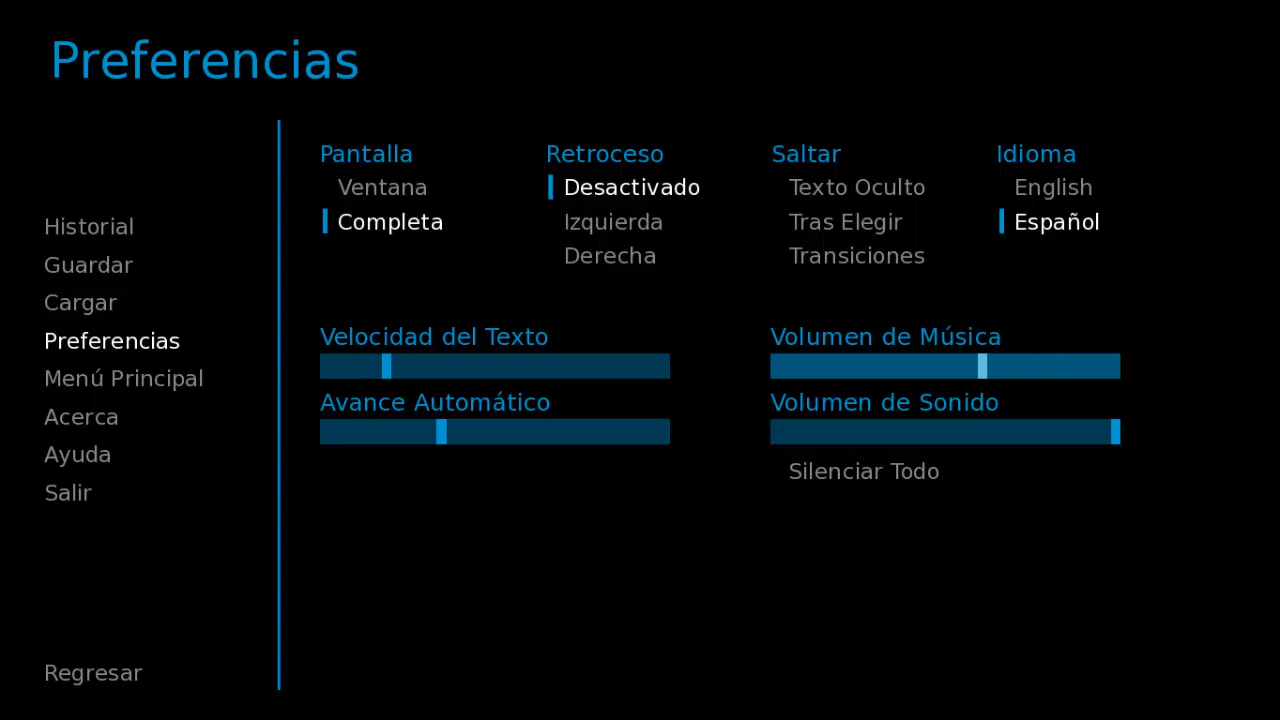 Preferencias
Historial
Guardar
Cargar
Preferencias
Menú Principal
Acerca
Ayuda
Salir
Regresar
Pantalla
Ventana
Completa
Retroceso
Desactivado
Izquierda
Derecha
Saltar
Texto Oculto
Tras Elegir
Transiciones
Idioma
English
Español
Velocidad del Texto
Avance Automático
Volumen de Música
Volumen de Sonido
Silenciar Todo